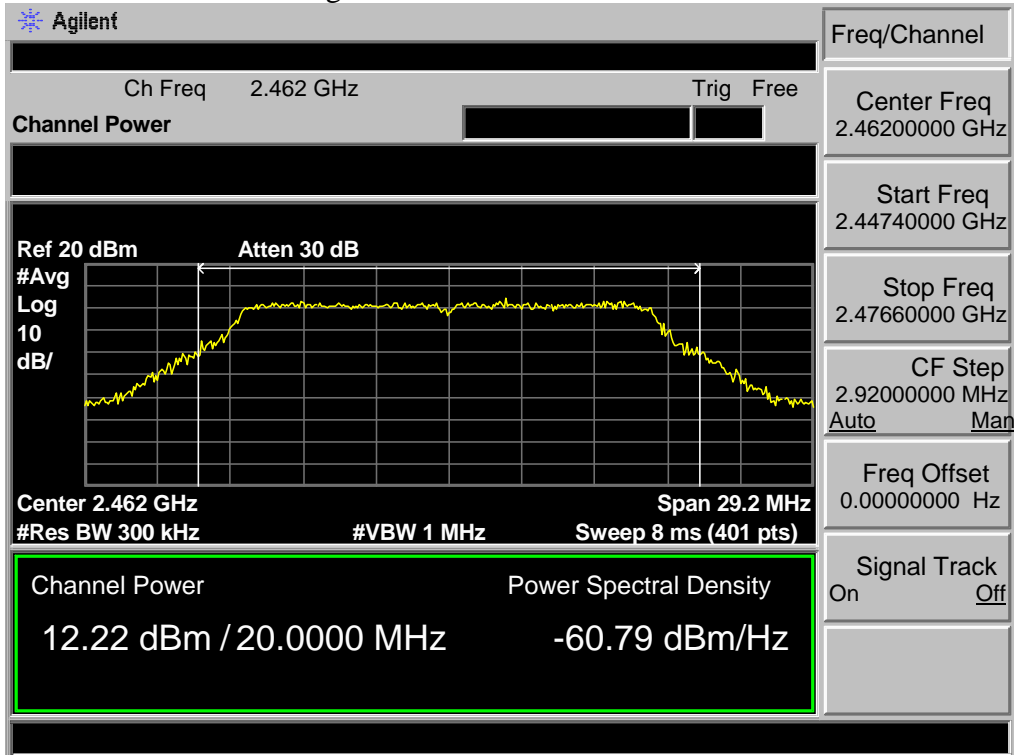 Agilent
Freq/Channel
Ch Freq 2.462 GHz Trig Free
Channel Power
Center Freq
2.46200000 GHz
Start Freq
2.44740000 GHz
Stop Freq
2.47660000 GHz
CF Step
2.92000000 MHz
Auto Man
Freq Offset
0.00000000 Hz
Signal Track
On Off
Ref 20 dBm Atten 30 dB
#Avg
Log
10
dB/
Center 2.462 GHz Span 29.2 MHz
#Res BW 300 kHz #VBW 1 MHz Sweep 8 ms (401 pts)
Channel Power Power Spectral Density
12.22 dBm / 20.0000 MHz -60.79 dBm/Hz